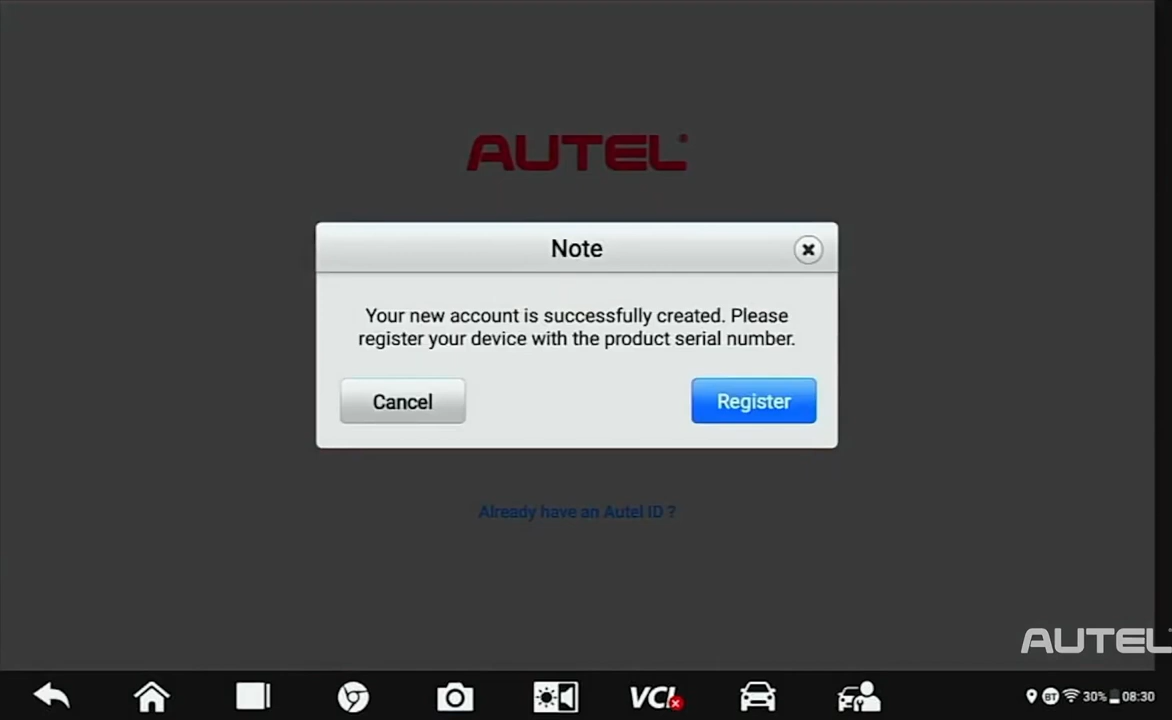 AUTEL®
Note
Your new account is successfully created. Please
register your device with the product serial number.
Cancel
Register
Already have an Autel ID ?
AUTEL
VCI
BT
30%
08:30